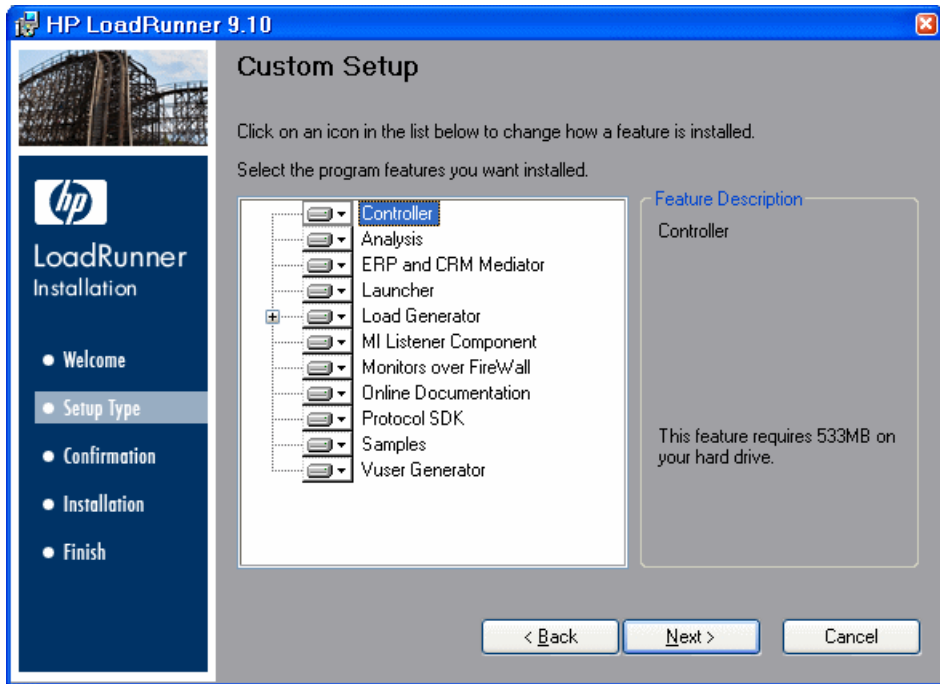 HP LoadRunner 9.10
Custom Setup
Click on an icon in the list below to change how a feature is installed.
Select the program features you want installed.
hp
LoadRunner
Installation
Welcome
Setup Type
Confirmation
Installation
Finish
Controller
Analysis
ERP and CRM Mediator
Launcher
Load Generator
MI Listener Component
Monitors over FireWall
Online Documentation
Protocol SDK
Samples
Vuser Generator
Feature Description
Controller
This feature requires 533MB on
your hard drive.
< Back
Next >
Cancel